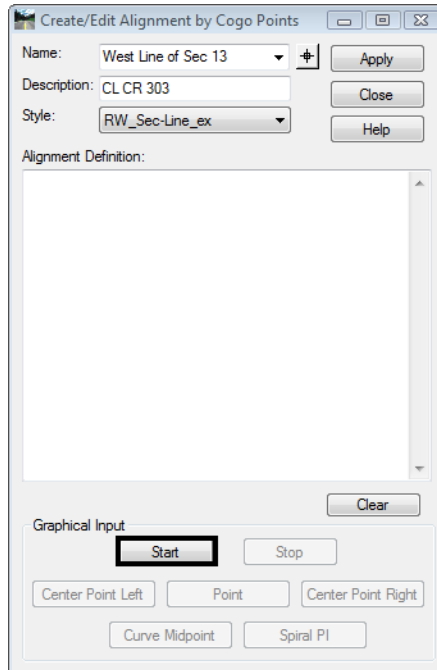 Create/Edit Alignment by Cogo Points
Name: West Line of Sec 13 Apply
Description: CL CR 303 Close
Style: RW_Sec-Line_ex Help
Alignment Definition:
Clear
Graphical Input
Start Stop
Center Point Left Point Center Point Right
Curve Midpoint Spiral PI